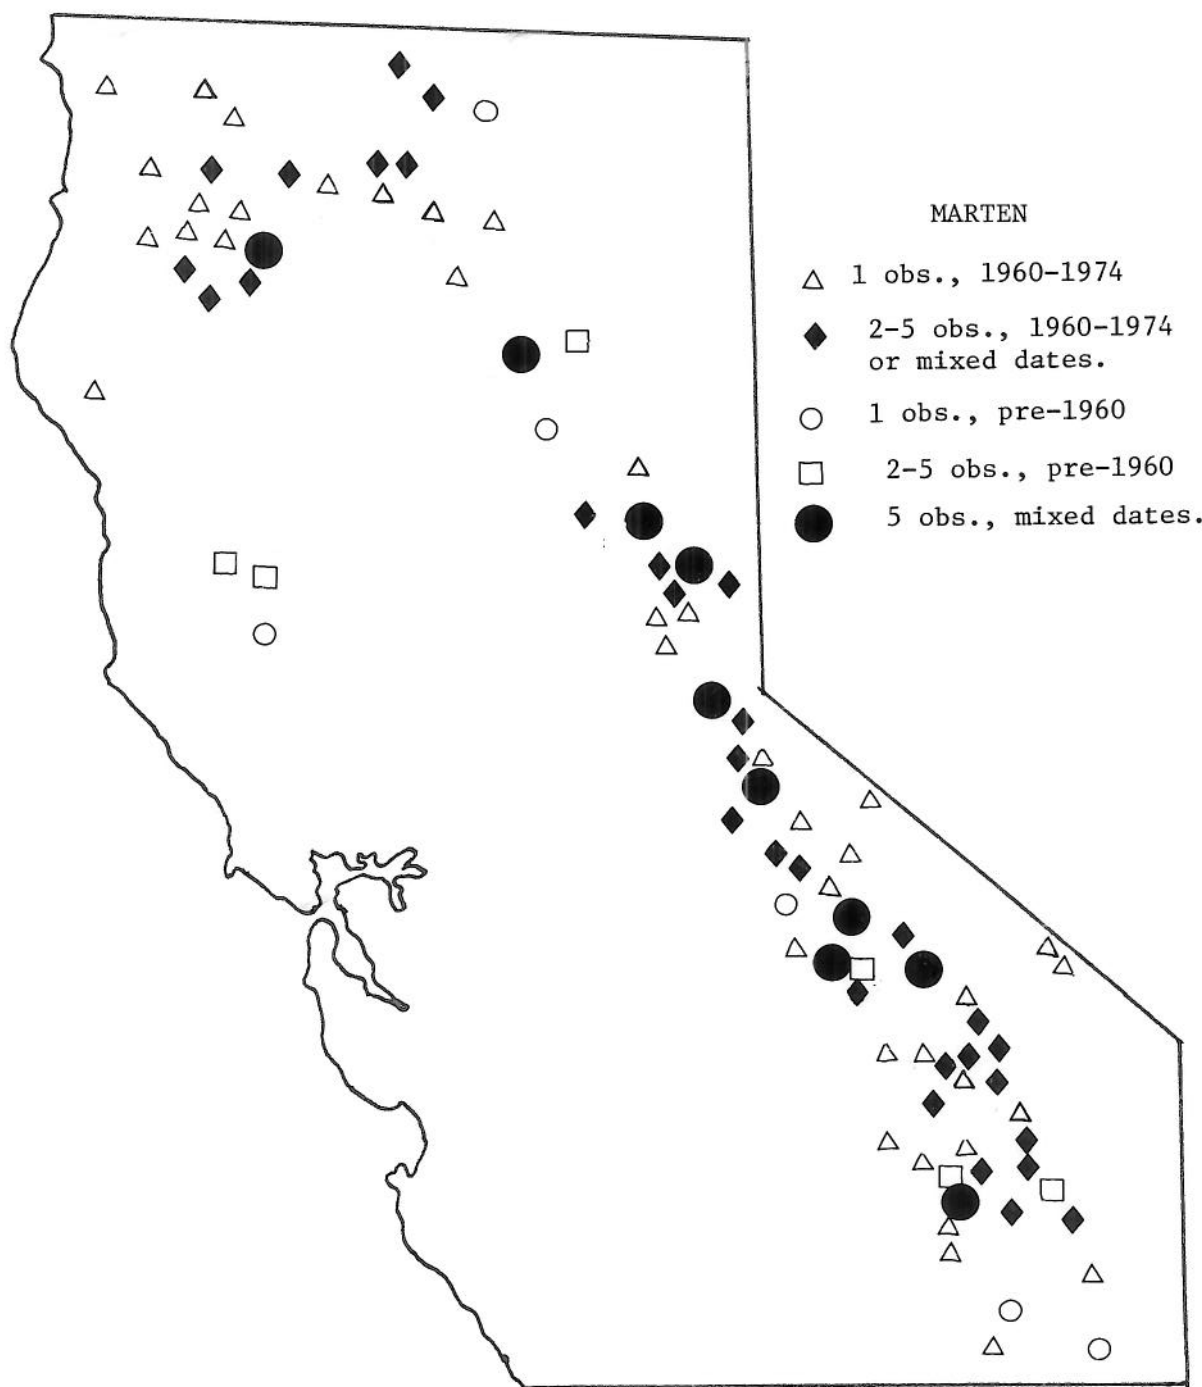 MARTEN
1 obs., 1960-1974
2-5 obs., 1960-1974
or mixed dates.
1 obs., pre-1960
2-5 obs., pre-1960
5 obs., mixed dates.